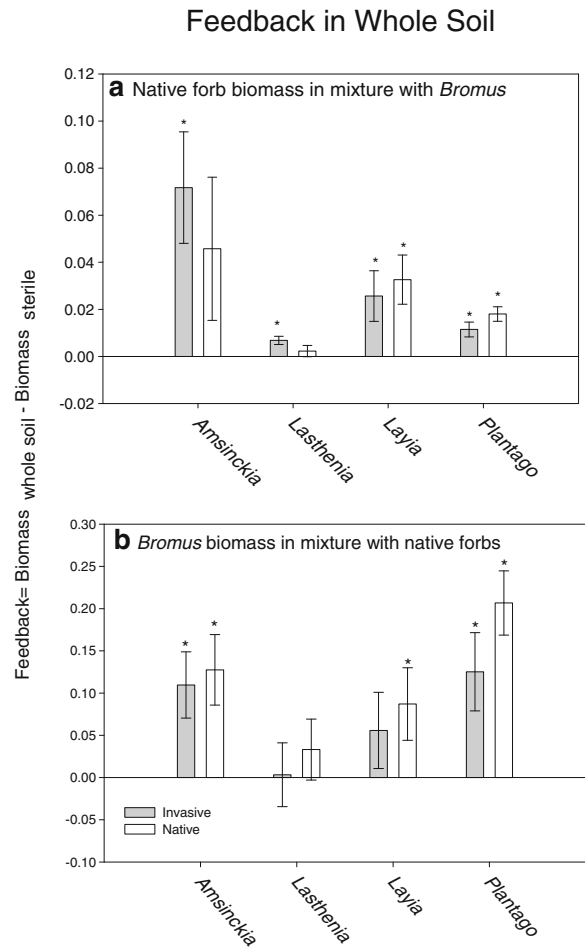 Feedback in Whole Soil
Feedback= Biomass whole soil - Biomass sterile
a Native forb biomass in mixture with Bromus
0.12
0.10
0.08
0.06
0.04
0.02
0.00
-0.02
*
*
*
*
*
*
Amsinckia
Lasthenia
Layia
Plantago
b Bromus biomass in mixture with native forbs
0.30
0.25
0.20
0.15
0.10
0.05
0.00
-0.05
-0.10
*
*
*
*
*
Invasive
Native
Amsinckia
Lasthenia
Layia
Plantago